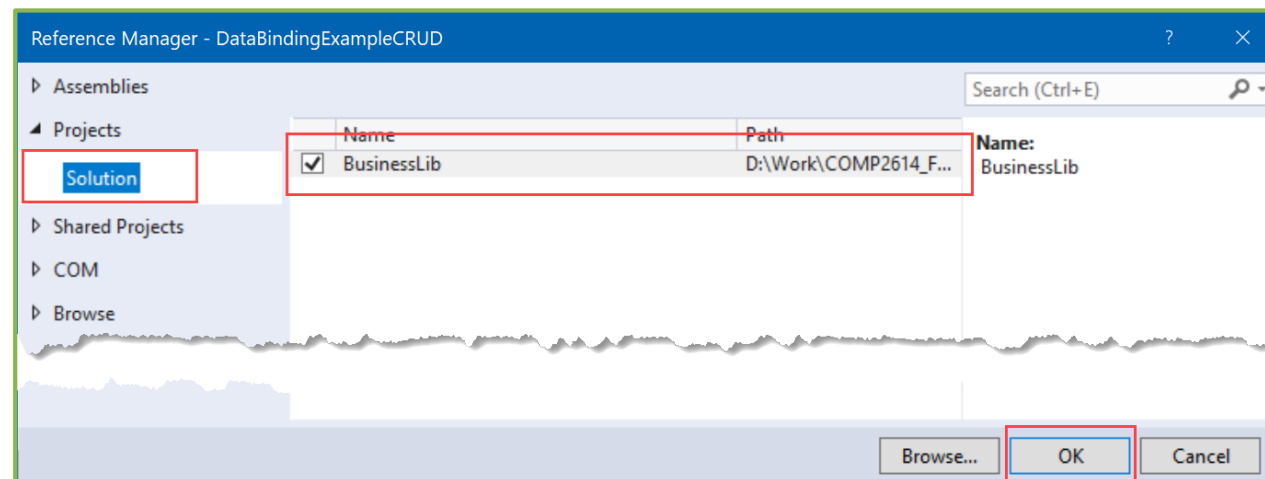 Reference Manager - DataBindingExampleCRUD ? ×
Assemblies
Search (Ctrl+E)
Projects
Name Path
Name:
BusinessLib D:\Work\COMP2614_F...
BusinessLib
Solution
Shared Projects
COM
Browse
Browse... OK Cancel